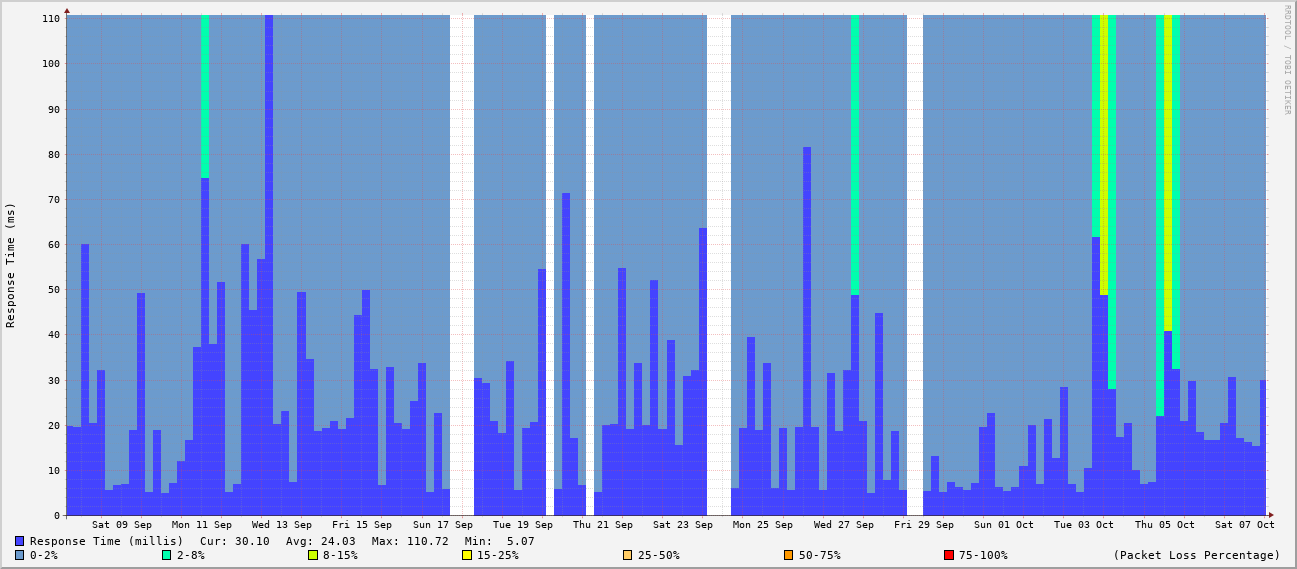 RRDTOOL / TOBI OETIKER
Response Time (ms)
110
100
90
80
70
60
50
40
30
20
10
0
Sat 09 Sep Mon 11 Sep Wed 13 Sep Fri 15 Sep Sun 17 Sep Tue 19 Sep Thu 21 Sep Sat 23 Sep Mon 25 Sep Wed 27 Sep Fri 29 Sep Sun 01 Oct Tue 03 Oct Thu 05 Oct Sat 07 Oct
Response Time (millis) Cur: 30.10 Avg: 24.03 Max: 110.72 Min: 5.07
0-2% 2-8% 8-15% 15-25% 25-50% 50-75% 75-100% (Packet Loss Percentage)